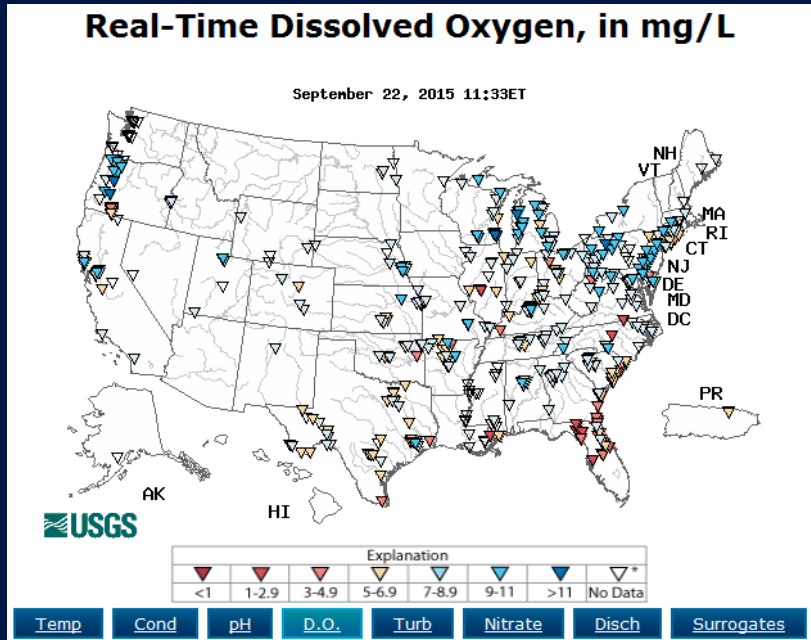 Real-Time Dissolved Oxygen, in mg/L
September 22, 2015 11:33ET
NH
VT
MA
RI
CT
NJ
DE
MD
DC
PR
AK
HI
USGS
Explanation
*
<1 1-2.9 3-4.9 5-6.9 7-8.9 9-11 >11 No Data
Temp Cond pH D.O. Turb Nitrate Disch Surrogates